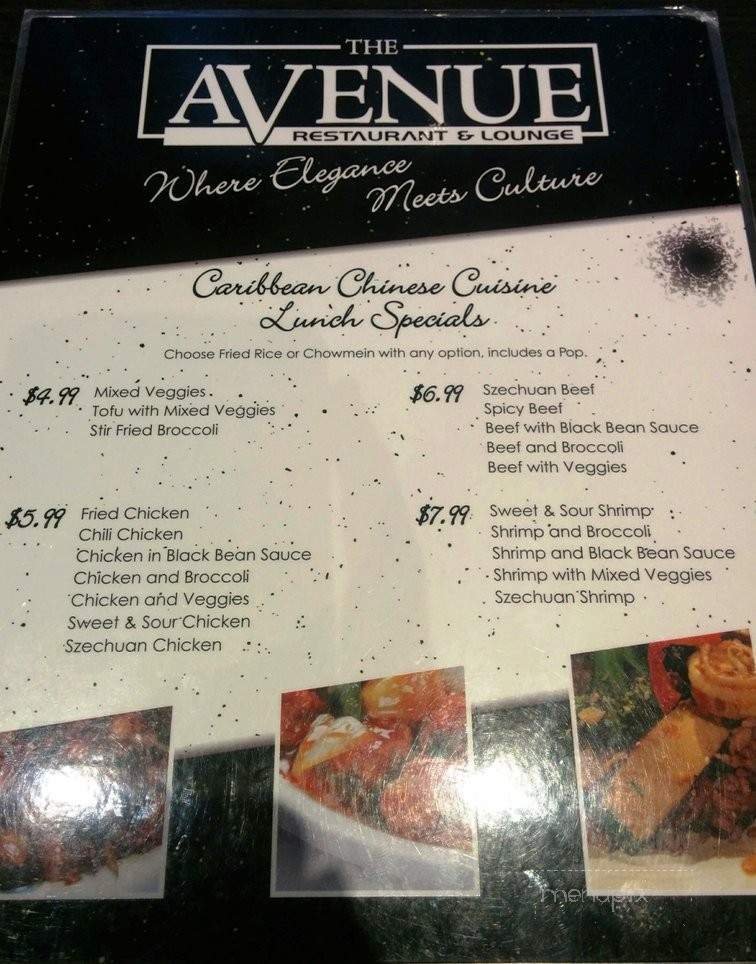 THE
AVENUE
RESTAURANT & LOUNGE
Where Elegance
Meets Culture
Caribbean Chinese Cuisine
Lunch Specials
Choose Fried Rice or Chowmein with any option, includes a Pop.
$4.99 Mixed Veggies
Tofu with Mixed Veggies
Stir Fried Broccoli
$6.99 Szechuan Beef
Spicy Beef
Beef with Black Bean Sauce
Beef and Broccoli
Beef with Veggies
$5.99 Fried Chicken
Chili Chicken
Chicken in Black Bean Sauce
Chicken and Broccoli
Chicken and Veggies
Sweet & Sour Chicken
Szechuan Chicken
$7.99 Sweet & Sour Shrimp
Shrimp and Broccoli
Shrimp and Black Bean Sauce
Shrimp with Mixed Veggies
Szechuan Shrimp
menupix